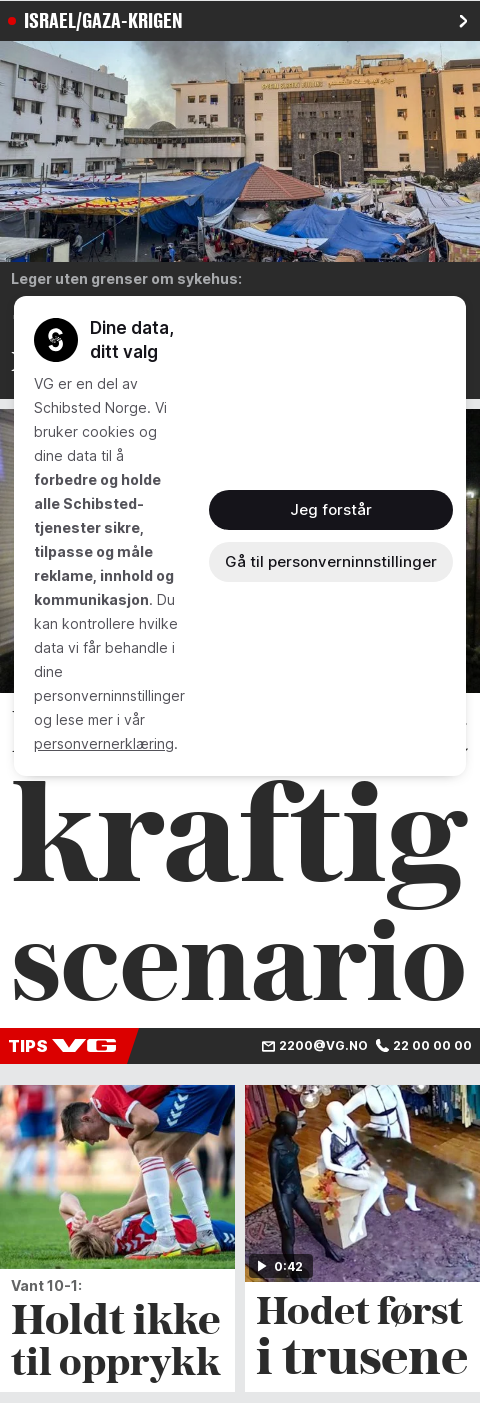 ISRAEL/GAZA-KRIGEN
Leger uten grenser om sykehus:
Dine data,
ditt valg
VG er en del av
Schibsted Norge. Vi
bruker cookies og
dine data til å
forbedre og holde
alle Schibsted-
tjenester sikre,
tilpasse og måle
reklame, innhold og
kommunikasjon. Du
kan kontrollere hvilke
data vi får behandle i
dine
personverninnstillinger
og lese mer i vår
personvernerklæring.
Jeg forstår
Gå til personverninnstillinger
kraftig
scenario
TIPS VG
2200@VG.NO 22 00 00 00
Vant 10-1:
Holdt ikke
til opprykk
0:42
Hodet først
i trusene